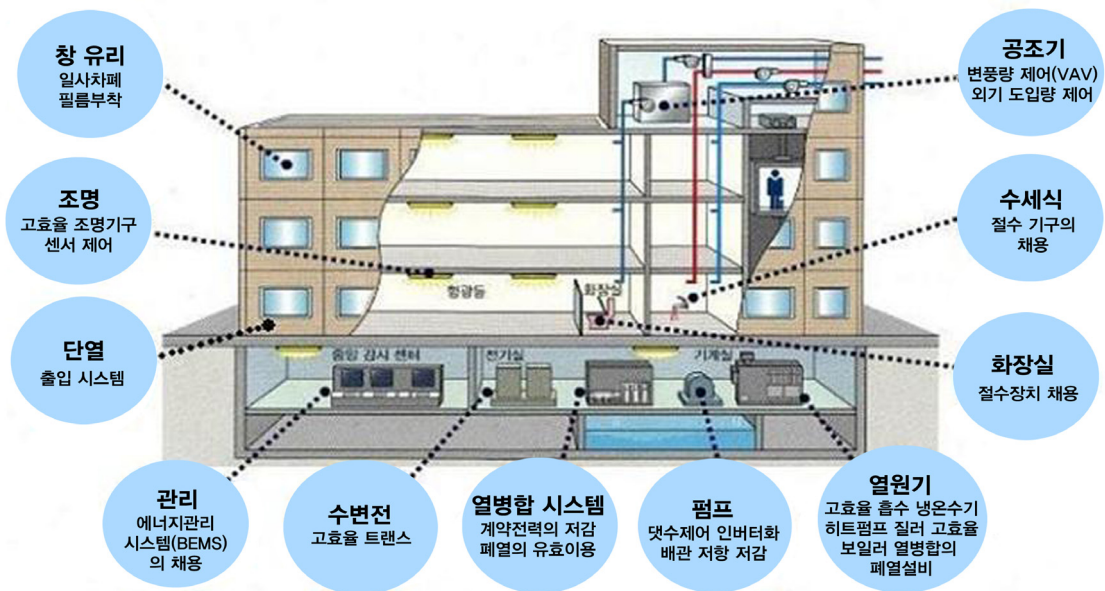 창 유리
일사차폐
필름부착
공조기
변풍량 제어(VAV)
외기 도입량 제어
조명
고효율 조명기구
센서 제어
수세식
절수 기구의
채용
형광등
화장실
단열
출입 시스템
화장실
절수장치 채용
중앙 감시 센터
전기실
기계실
관리
에너지관리
시스템(BEMS)
의 채용
수변전
고효율 트랜스
열병합 시스템
계약전력의 저감
폐열의 유효이용
펌프
댓수제어 인버터화
배관 저항 저감
열원기
고효율 흡수 냉온수기
히트펌프 질러 고효율
보일러 열병합의
폐열설비